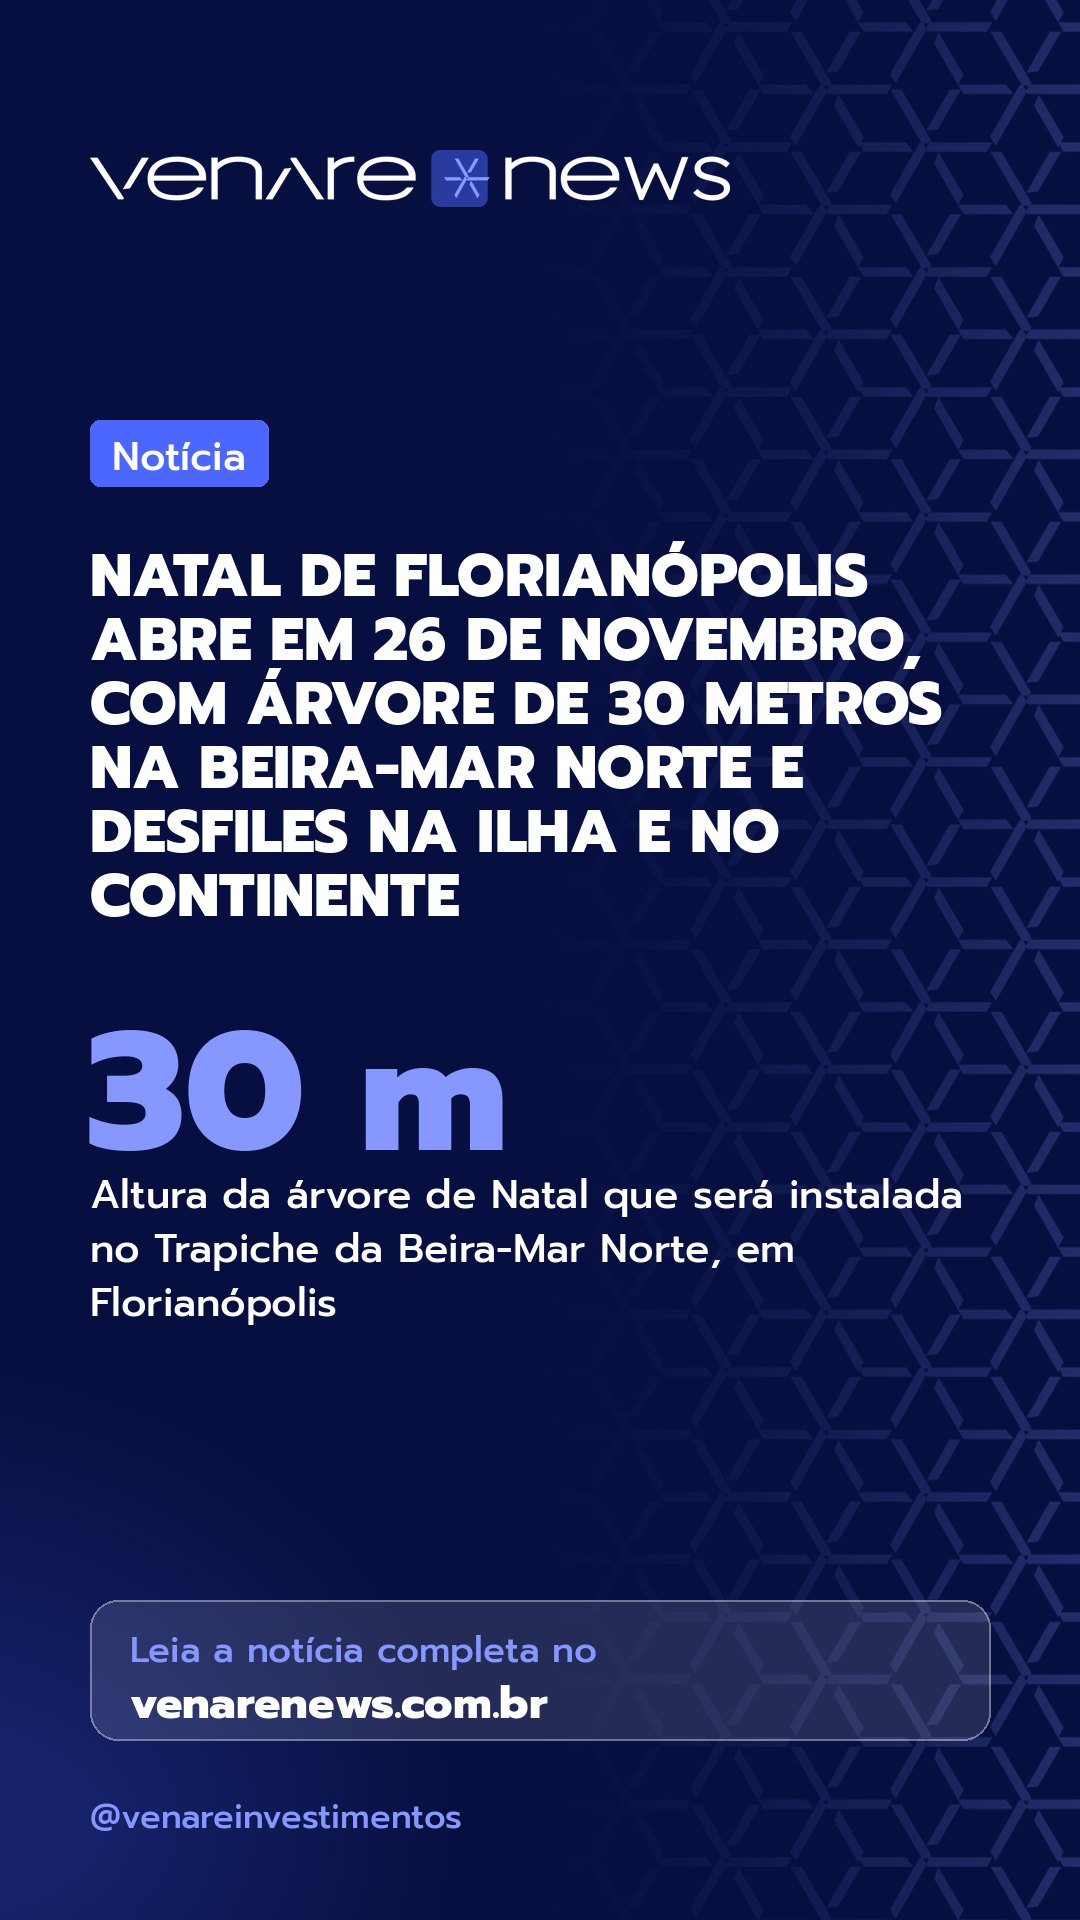 venare news
Notícia
NATAL DE FLORIANÓPOLIS
ABRE EM 26 DE NOVEMBRO,
COM ÁRVORE DE 30 METROS
NA BEIRA-MAR NORTE E
DESFILES NA ILHA E NO
CONTINENTE
30 m
Altura da árvore de Natal que será instalada
no Trapiche da Beira-Mar Norte, em
Florianópolis
Leia a notícia completa no
venarenews.com.br
@venareinvestimentos